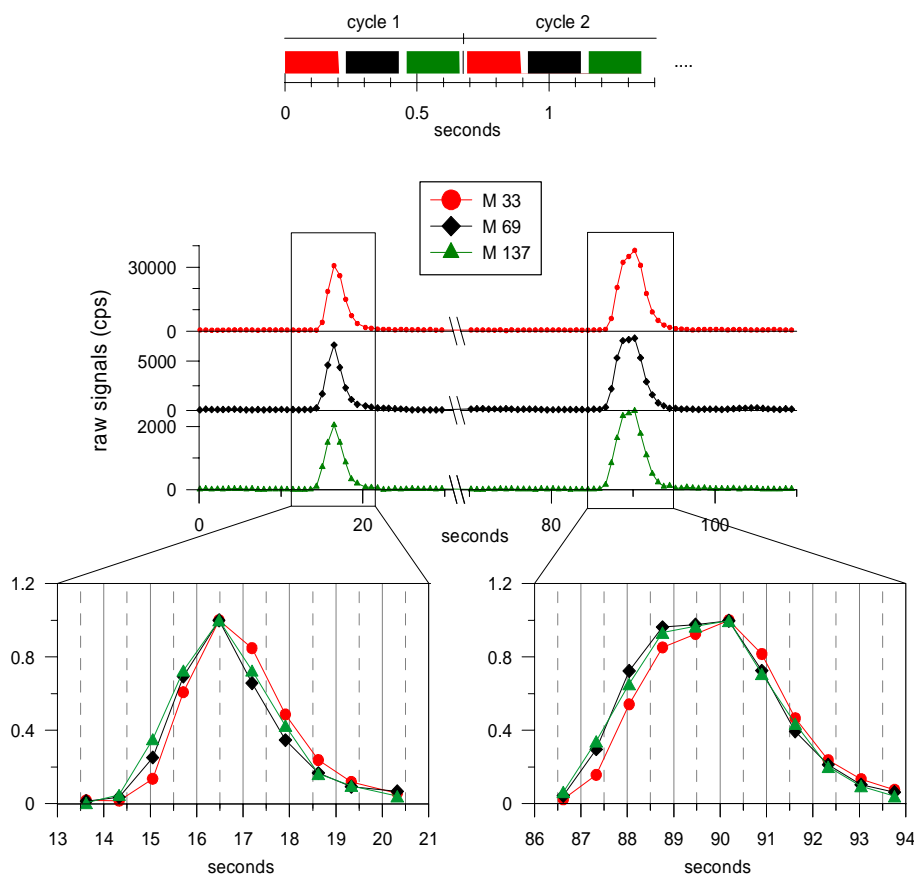 cycle 1 cycle 2
....
0 0.5 1
seconds
M 33
M 69
M 137
raw signals (cps)
30000
0
5000
0
2000
0
0 20 80 100
seconds
1.2
0.8
0.4
0
13 14 15 16 17 18 19 20 21
seconds
1.2
0.8
0.4
0
86 87 88 89 90 91 92 93 94
seconds